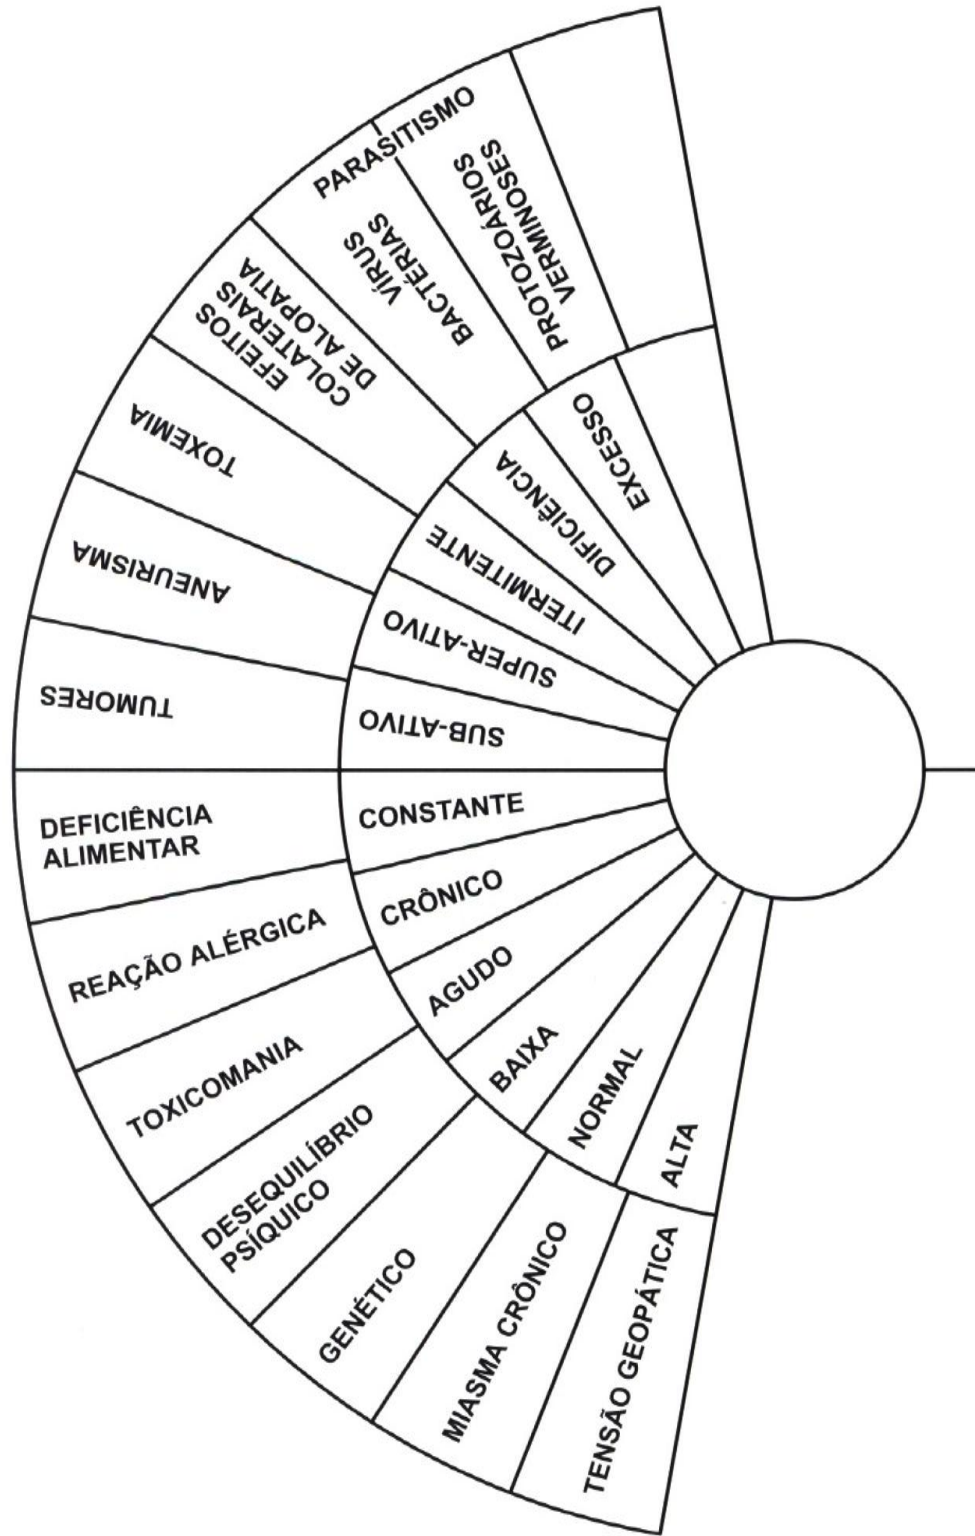 TENSÃO GEOPÁTICA
MIASMA CRÔNICO
GENÉTICO
DESEQUILÍBRIO
PSÍQUICO
TOXICOMANIA
REAÇÃO ALÉRGICA
DEFICIÊNCIA
ALIMENTAR
TUMORES
ANEURISMA
TOXEMIA
EFEITOS
COLATERAIS
DE ALOPATIA
PARASITISMO
VÍRUS
BACTÉRIAS
PROTOZOÁRIOS
VERMINOSES
ALTA
NORMAL
BAIXA
AGUDO
CRÔNICO
CONSTANTE
SUB-ATIVO
SUPER-ATIVO
ITERMITENTE
DIFICIÊNCIA
EXCESSO